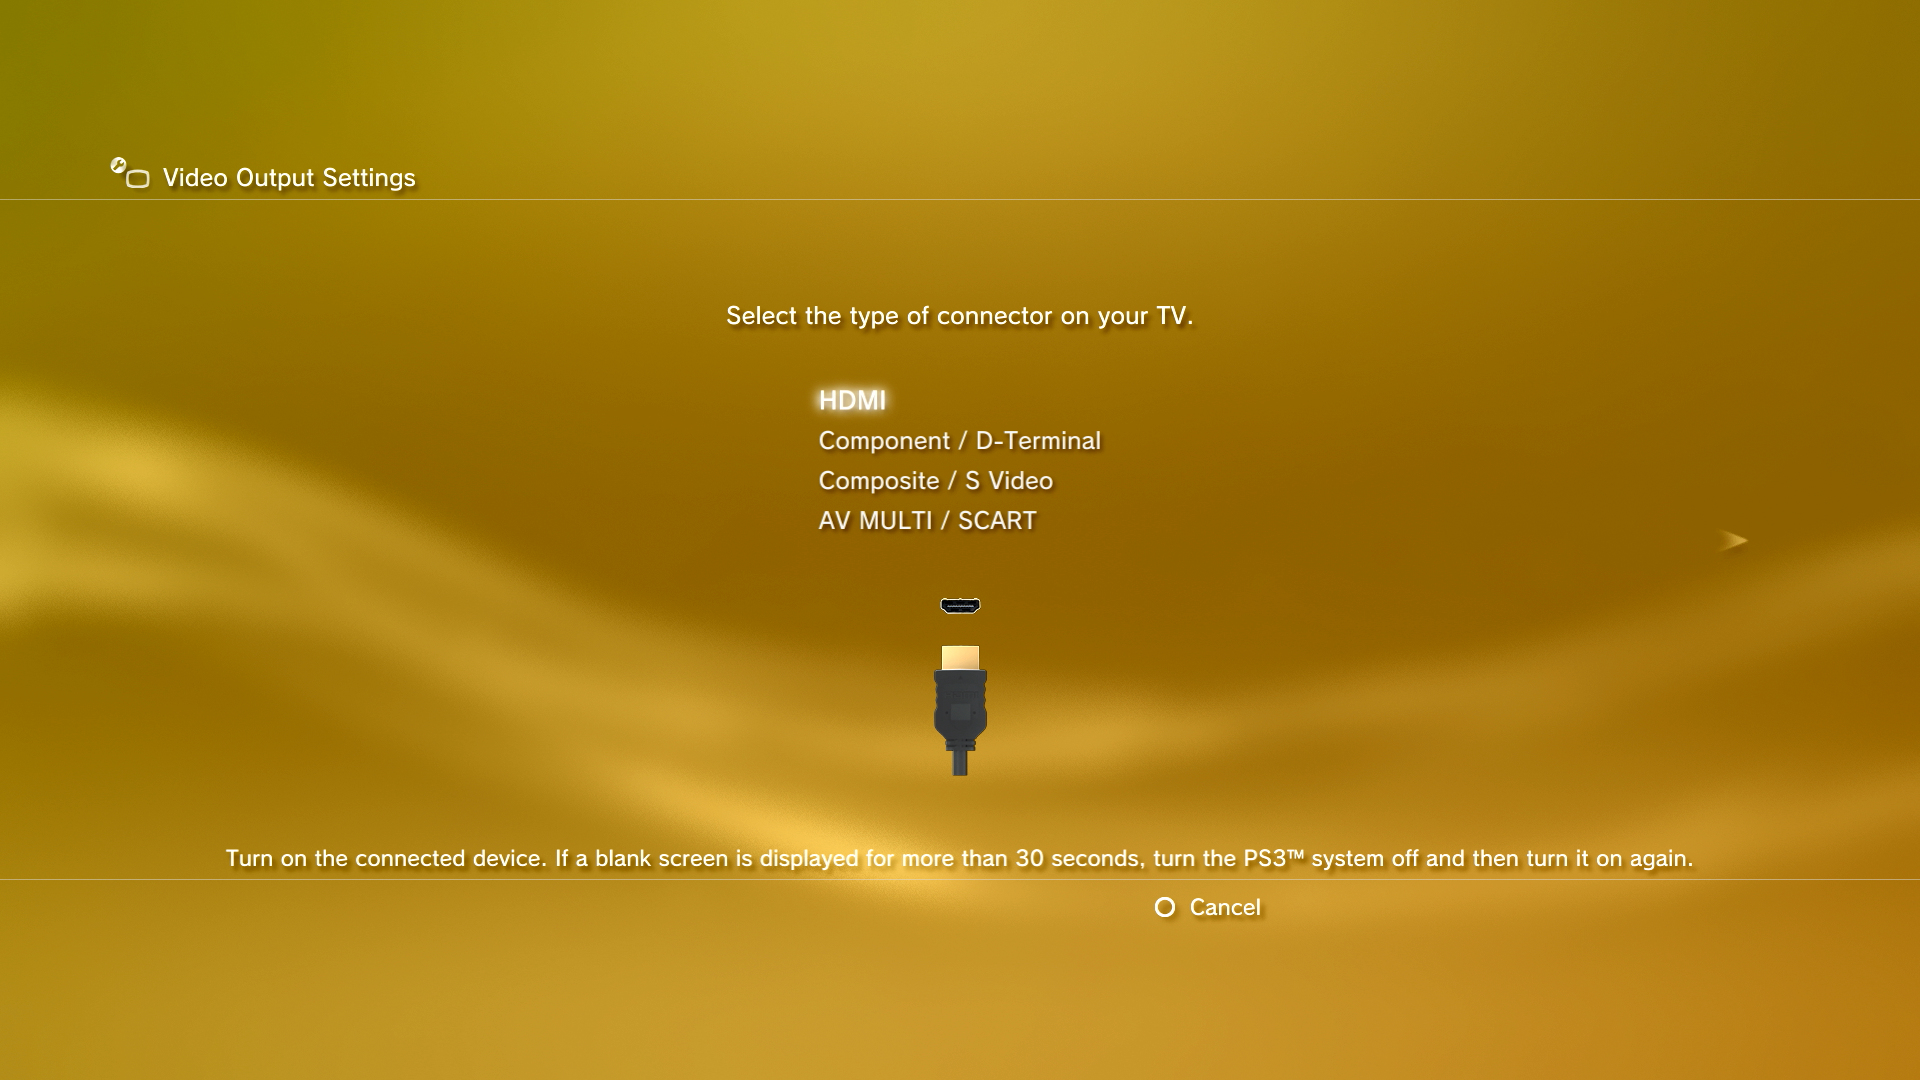 Video Output Settings
Select the type of connector on your TV.
HDMI
Component / D-Terminal
Composite / S Video
AV MULTI / SCART
Turn on the connected device. If a blank screen is displayed for more than 30 seconds, turn the PS3™ system off and then turn it on again.
Cancel